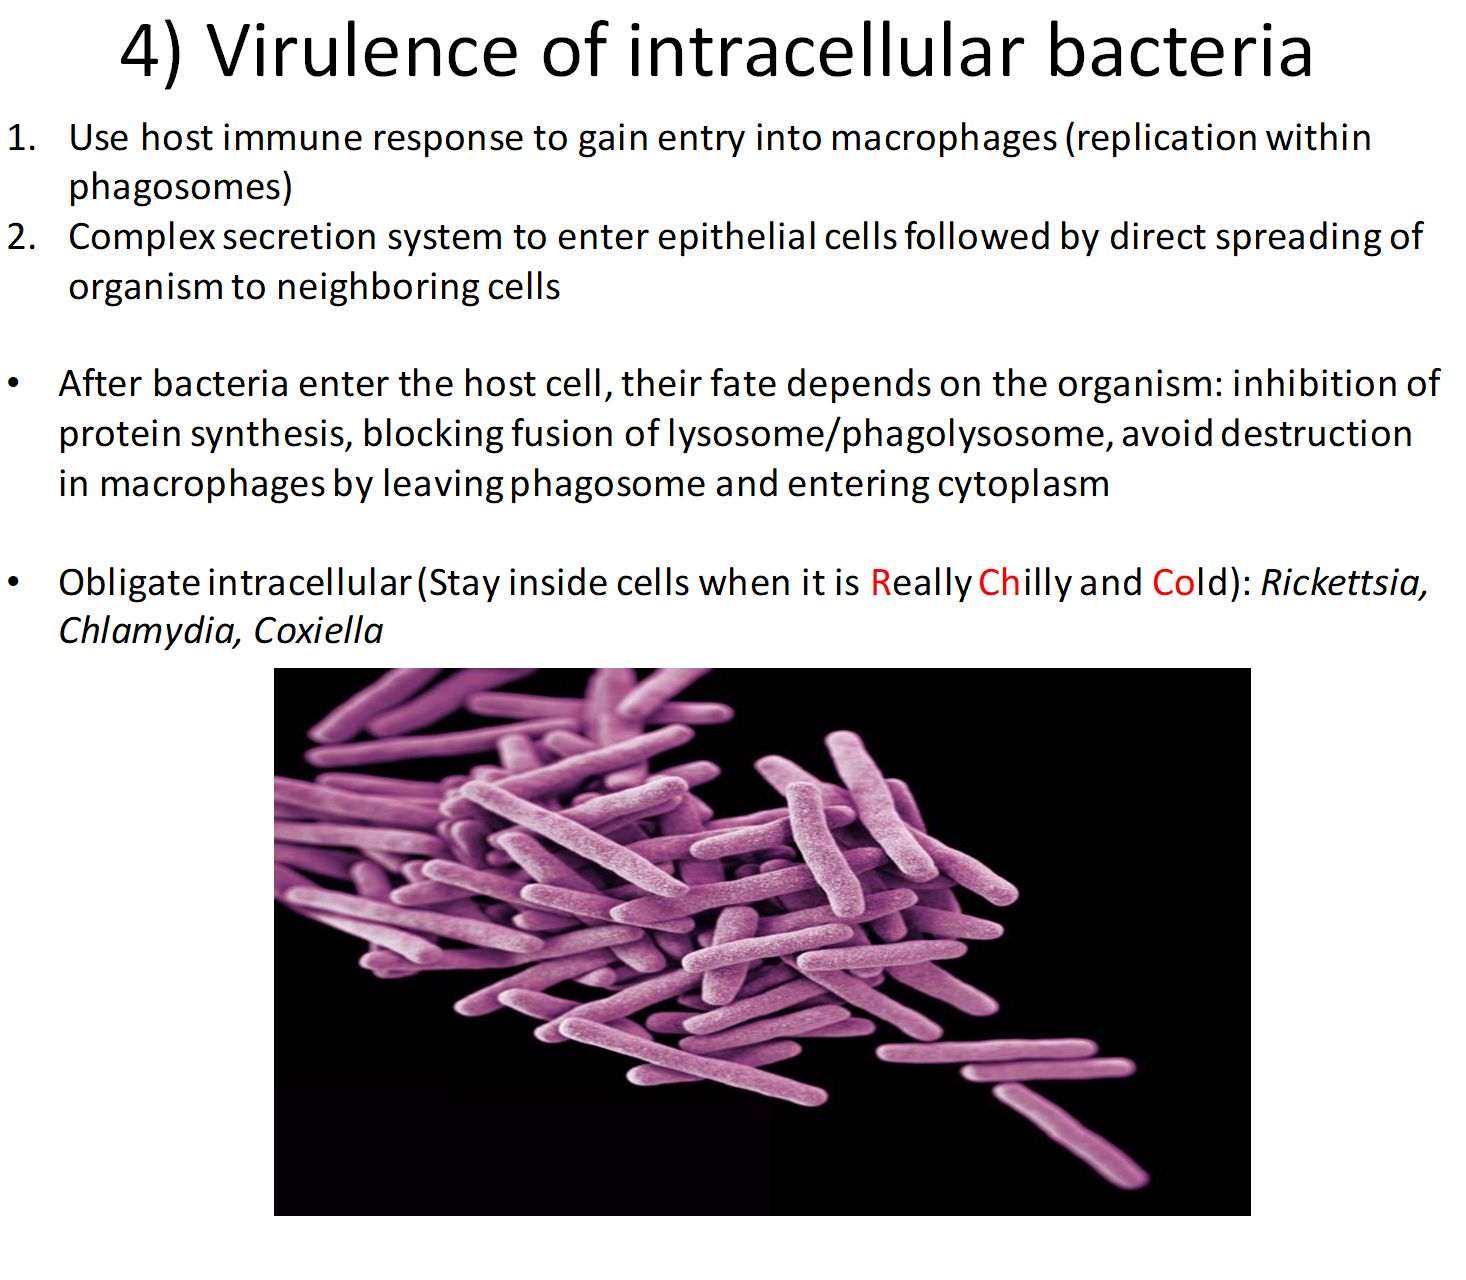 4) Virulence of intracellular bacteria
1. Use host immune response to gain entry into macrophages (replication within
phagosomes)
2. Complex secretion system to enter epithelial cells followed by direct spreading of
organism to neighboring cells
• After bacteria enter the host cell, their fate depends on the organism: inhibition of
protein synthesis, blocking fusion of lysosome/phagolysosome, avoid destruction
in macrophages by leaving phagosome and entering cytoplasm
• Obligate intracellular (Stay inside cells when it is Really Chilly and Cold): Rickettsia,
Chlamydia, Coxiella